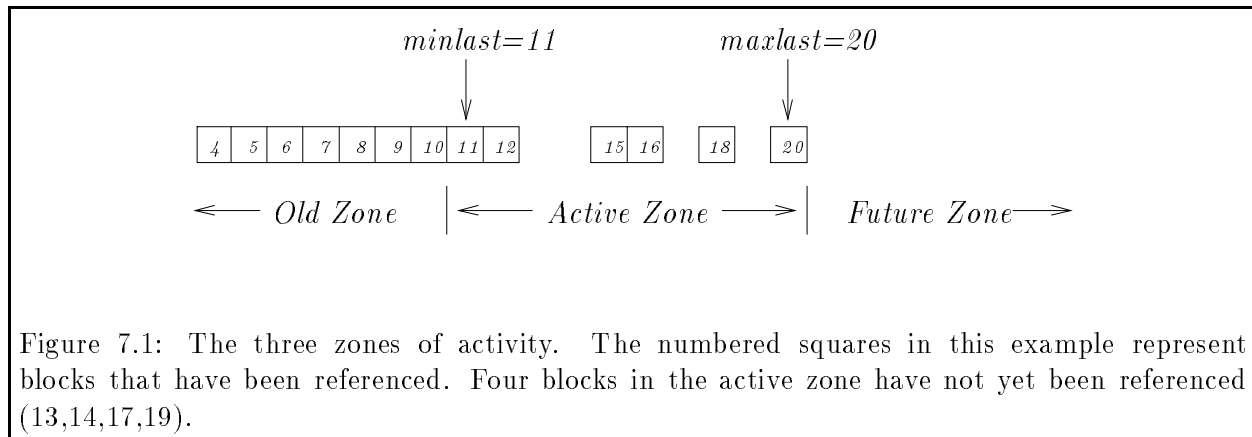 minlast=11 maxlast=20
4 5 6 7 8 9 10 11 12 15 16 18 20
Old Zone Active Zone Future Zone
Figure 7.1: The three zones of activity. The numbered squares in this example represent
blocks that have been referenced. Four blocks in the active zone have not yet been referenced
(13,14,17,19).